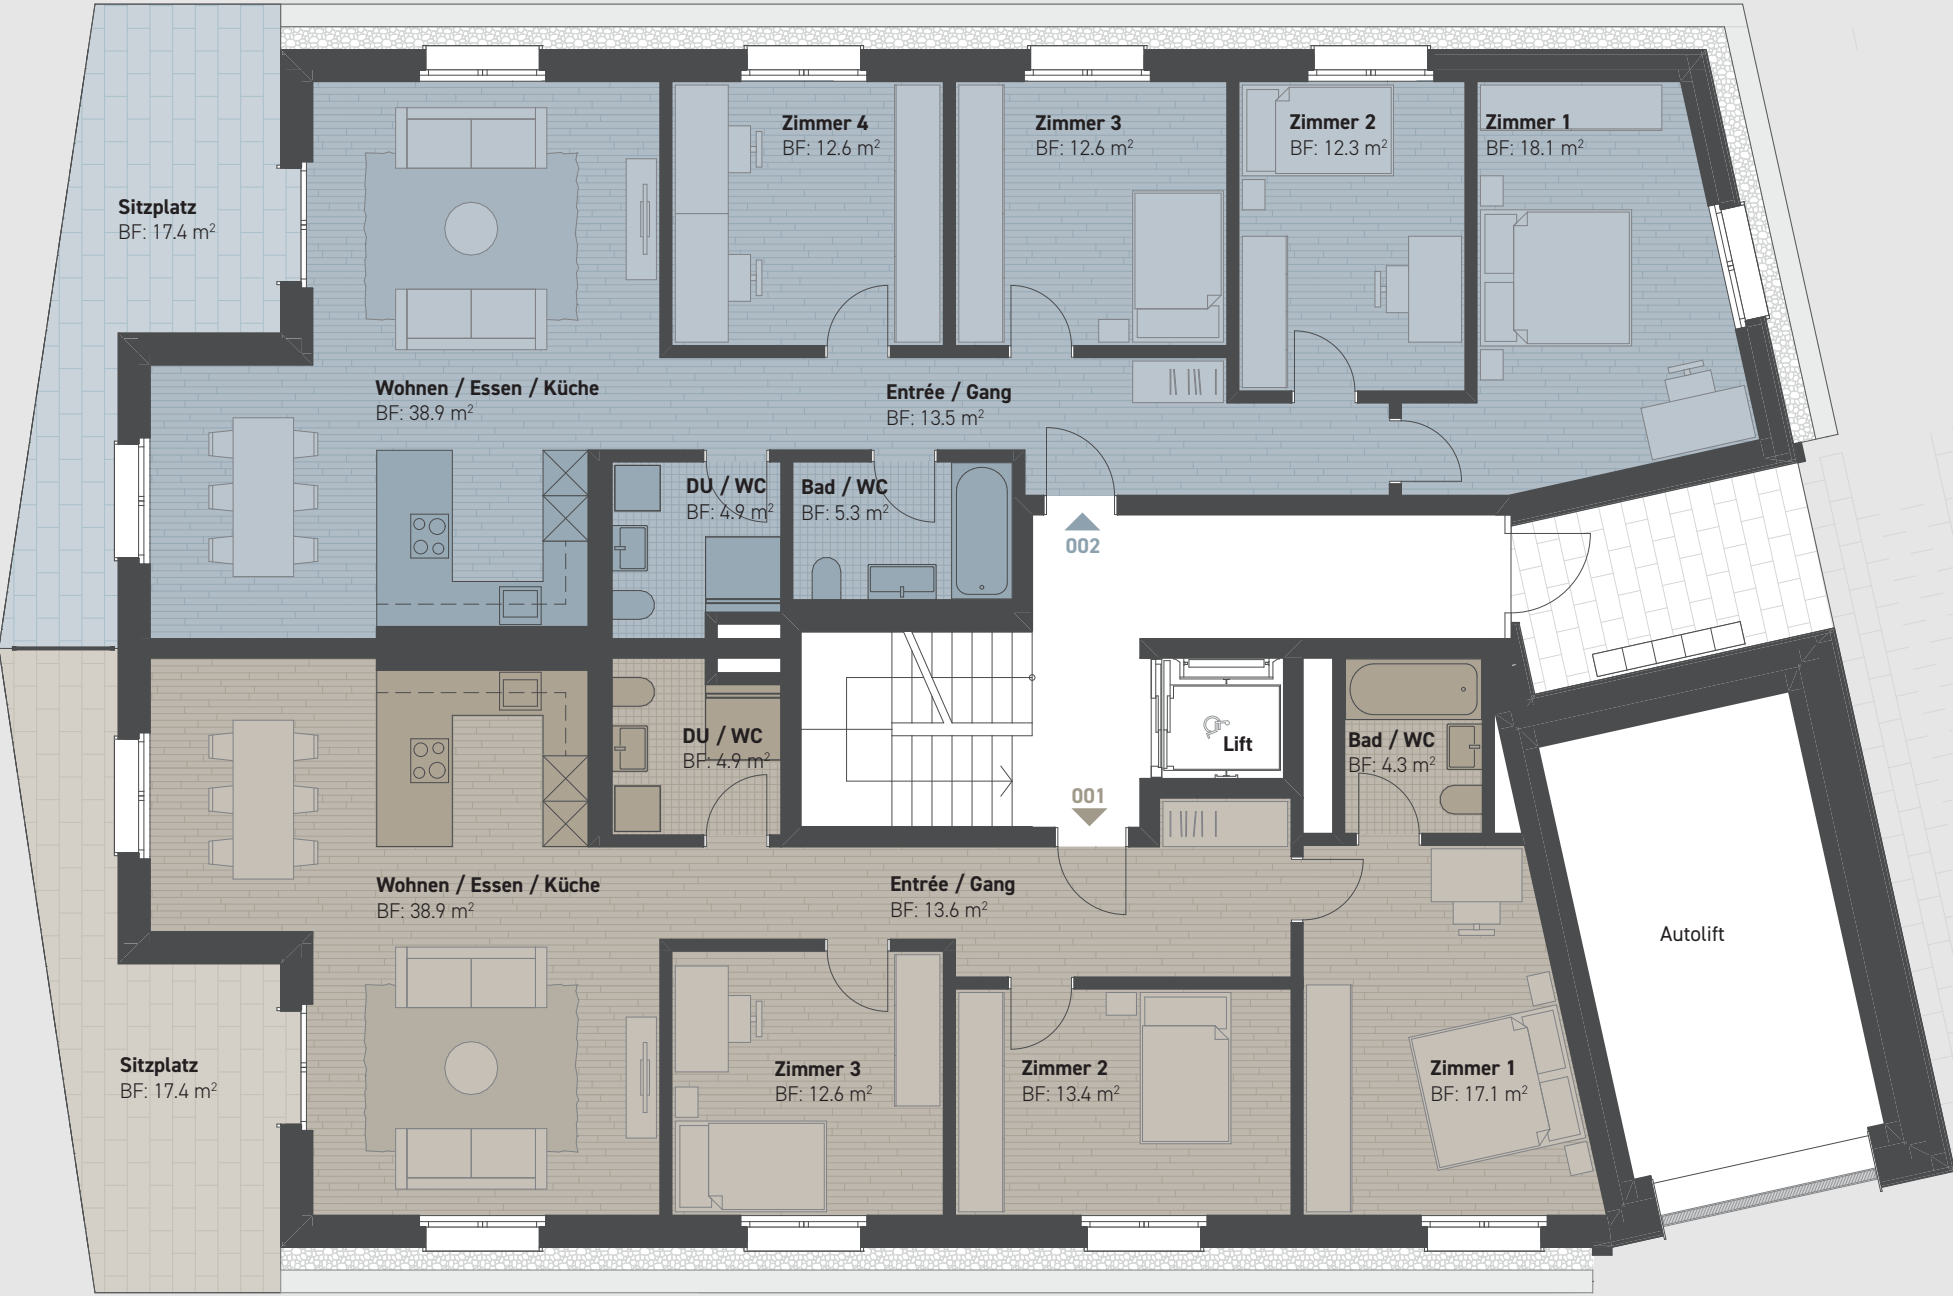 Zimmer 4
BF: 12.6 m²
Zimmer 3
BF: 12.6 m²
Zimmer 2
BF: 12.3 m²
Zimmer 1
BF: 18.1 m²
Sitzplatz
BF: 17.4 m²
Wohnen / Essen / Küche
BF: 38.9 m²
Entrée / Gang
BF: 13.5 m²
DU / WC
BF: 4.9 m²
Bad / WC
BF: 5.3 m²
002
DU / WC
BF: 4.9 m²
Lift
Bad / WC
BF: 4.3 m²
001
Wohnen / Essen / Küche
BF: 38.9 m²
Entrée / Gang
BF: 13.6 m²
Autolift
Sitzplatz
BF: 17.4 m²
Zimmer 3
BF: 12.6 m²
Zimmer 2
BF: 13.4 m²
Zimmer 1
BF: 17.1 m²